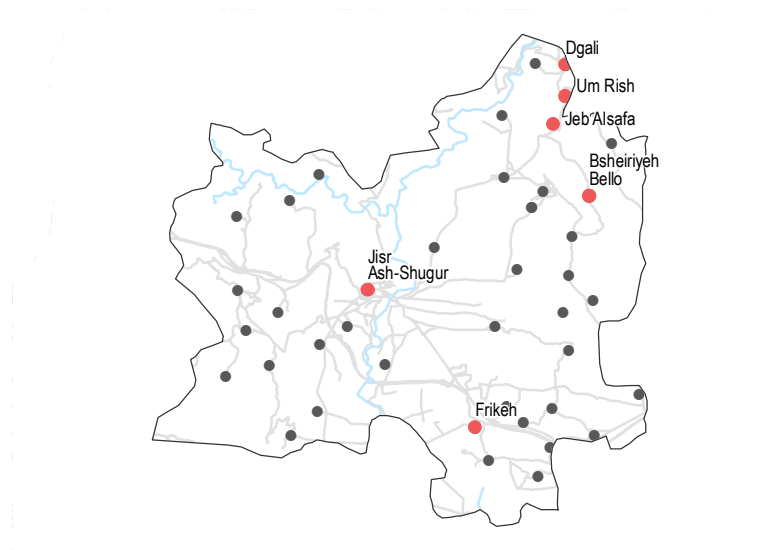 Dgali
Um Rish
Jeb'Alsafa
Bsheiriyeh
Bello
Jisr
Ash-Shugur
Frikeh